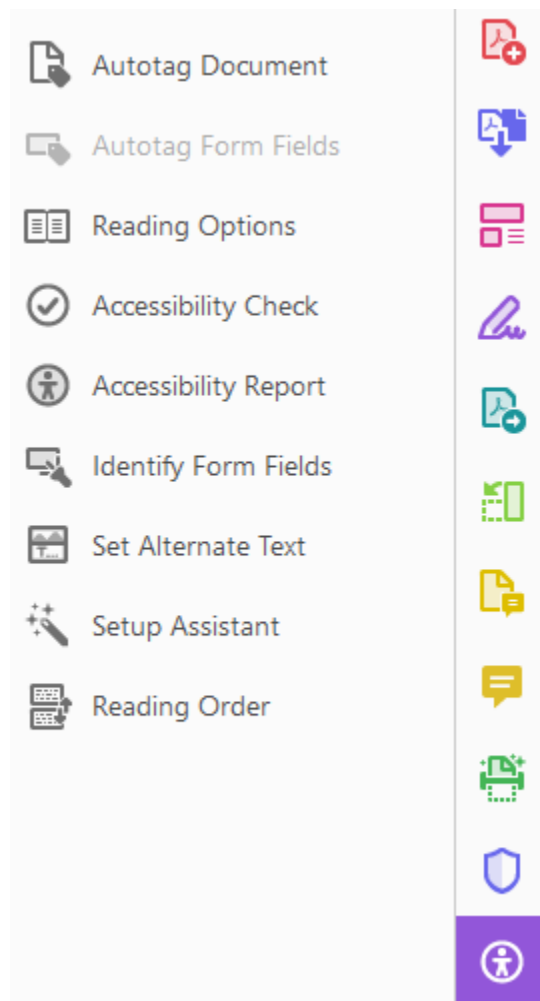 Autotag Document
Autotag Form Fields
Reading Options
Accessibility Check
Accessibility Report
Identify Form Fields
Set Alternate Text
T...
Setup Assistant
Reading Order